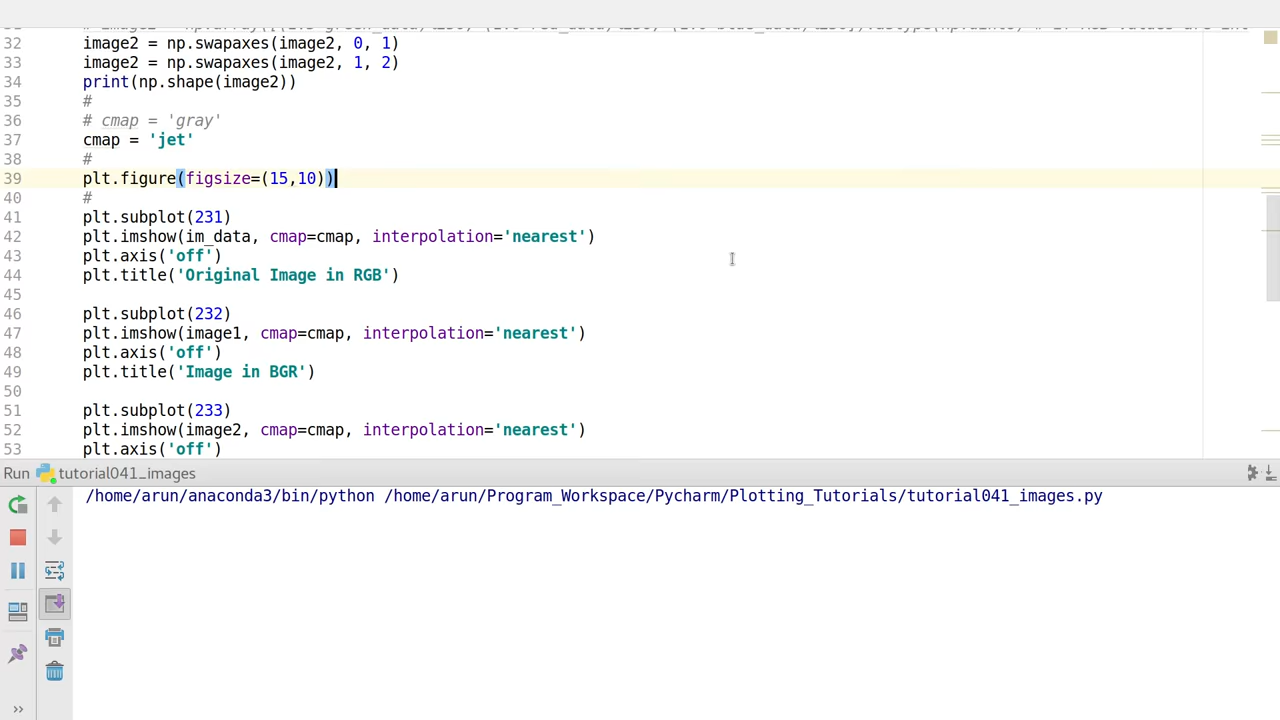 32 image2 = np.swapaxes(image2, 0, 1)
33 image2 = np.swapaxes(image2, 1, 2)
34 print(np.shape(image2))
35 #
36 # cmap = 'gray'
37 cmap = 'jet'
38 #
39 plt.figure(figsize=(15,10))
40 #
41 plt.subplot(231)
42 plt.imshow(im_data, cmap=cmap, interpolation='nearest')
43 plt.axis('off')
44 plt.title('Original Image in RGB')
45
46 plt.subplot(232)
47 plt.imshow(image1, cmap=cmap, interpolation='nearest')
48 plt.axis('off')
49 plt.title('Image in BGR')
50
51 plt.subplot(233)
52 plt.imshow(image2, cmap=cmap, interpolation='nearest')
53 plt.axis('off')
Run tutorial041_images
/home/arun/anaconda3/bin/python /home/arun/Program_Workspace/Pycharm/Plotting_Tutorials/tutorial041_images.py